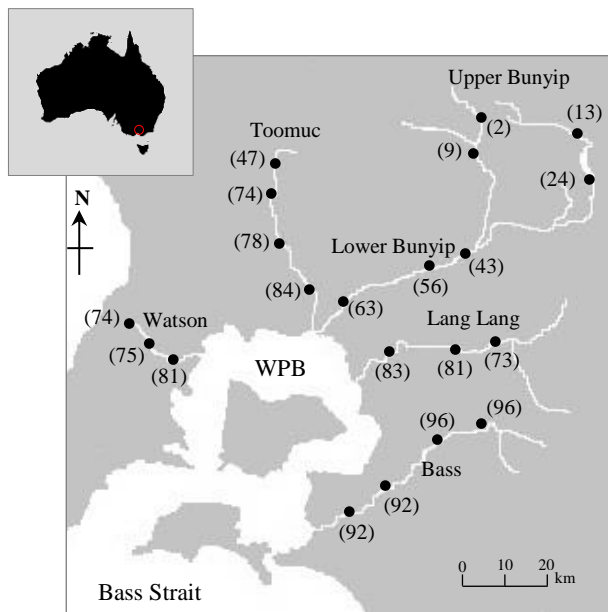 Upper Bunyip
(13)
(2)
Toomuc
(9)
(47)
(24)
(74)
N
(78)
Lower Bunyip
(43)
(56)
(84)
(63)
(74)
Watson
Lang Lang
(75)
WPB
(81)
(83)
(81)
(73)
(96)
(96)
Bass
(92)
(92)
0 10 20
km
Bass Strait